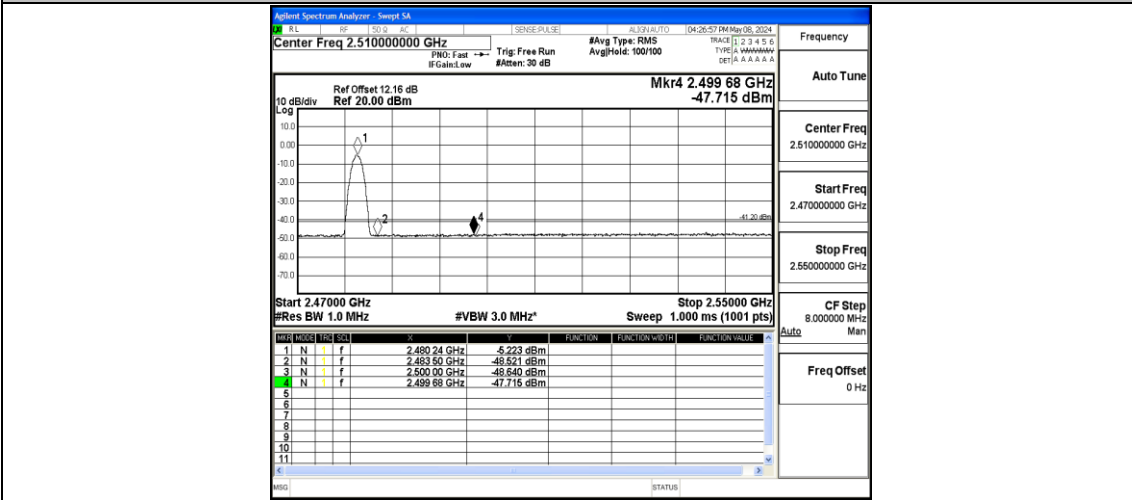 Agilent Spectrum Analyzer - Swept SA
RL RF 50 Ω AC SENSE:PULSE ALIGN AUTO 04:26:57 PM May 08, 2024
Center Freq 2.510000000 GHz
PNO: Fast
IFGain:Low
Trig: Free Run
#Atten: 30 dB
#Avg Type: RMS
Avg|Hold: 100/100
TRACE 1 2 3 4 5 6
TYPE A WWWWW
DET A A A A A A
Ref Offset 12.16 dB
10 dB/div Ref 20.00 dBm
Log
Mkr4 2.499 68 GHz
-47.715 dBm
10.0
0.00
-10.0
-20.0
-30.0
-40.0
-50.0
-60.0
-70.0
1
2
4
-41.20 dBm
Start 2.47000 GHz Stop 2.55000 GHz
#Res BW 1.0 MHz #VBW 3.0 MHz* Sweep 1.000 ms (1001 pts)
MKR MODE TRC SCL X Y FUNCTION FUNCTION WIDTH FUNCTION VALUE
1 N 1 f 2.480 24 GHz -5.223 dBm
2 N 1 f 2.483 50 GHz -48.521 dBm
3 N 1 f 2.500 00 GHz -48.640 dBm
4 N 1 f 2.499 68 GHz -47.715 dBm
5
6
7
8
9
10
11
MSG STATUS
Frequency
Auto Tune
Center Freq
2.510000000 GHz
Start Freq
2.470000000 GHz
Stop Freq
2.550000000 GHz
CF Step
8.000000 MHz
Auto Man
Freq Offset
0 Hz